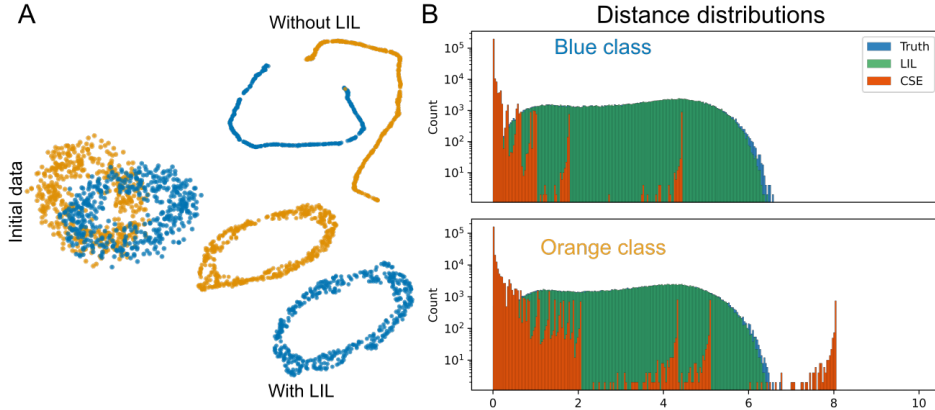 A
Without LIL
Initial data
With LIL
B
Distance distributions
Blue class
Truth
LIL
CSE
Count
10⁵
10⁴
10³
10²
10¹
Orange class
Count
10⁵
10⁴
10³
10²
10¹
0 2 4 6 8 10